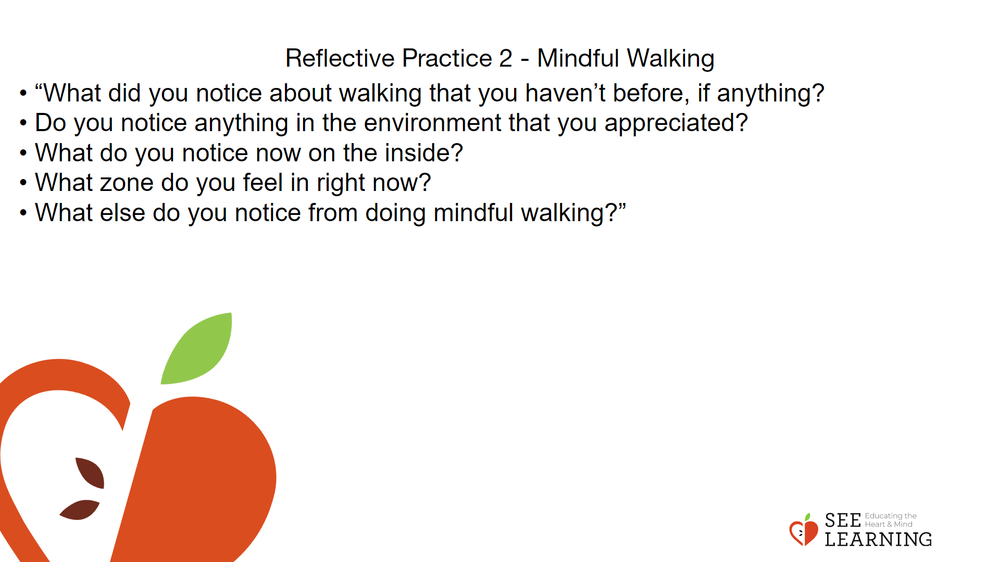 Reflective Practice 2 - Mindful Walking
• “What did you notice about walking that you haven’t before, if anything?
• Do you notice anything in the environment that you appreciated?
• What do you notice now on the inside?
• What zone do you feel in right now?
• What else do you notice from doing mindful walking?”
SEE Educating the
Heart & Mind
LEARNING